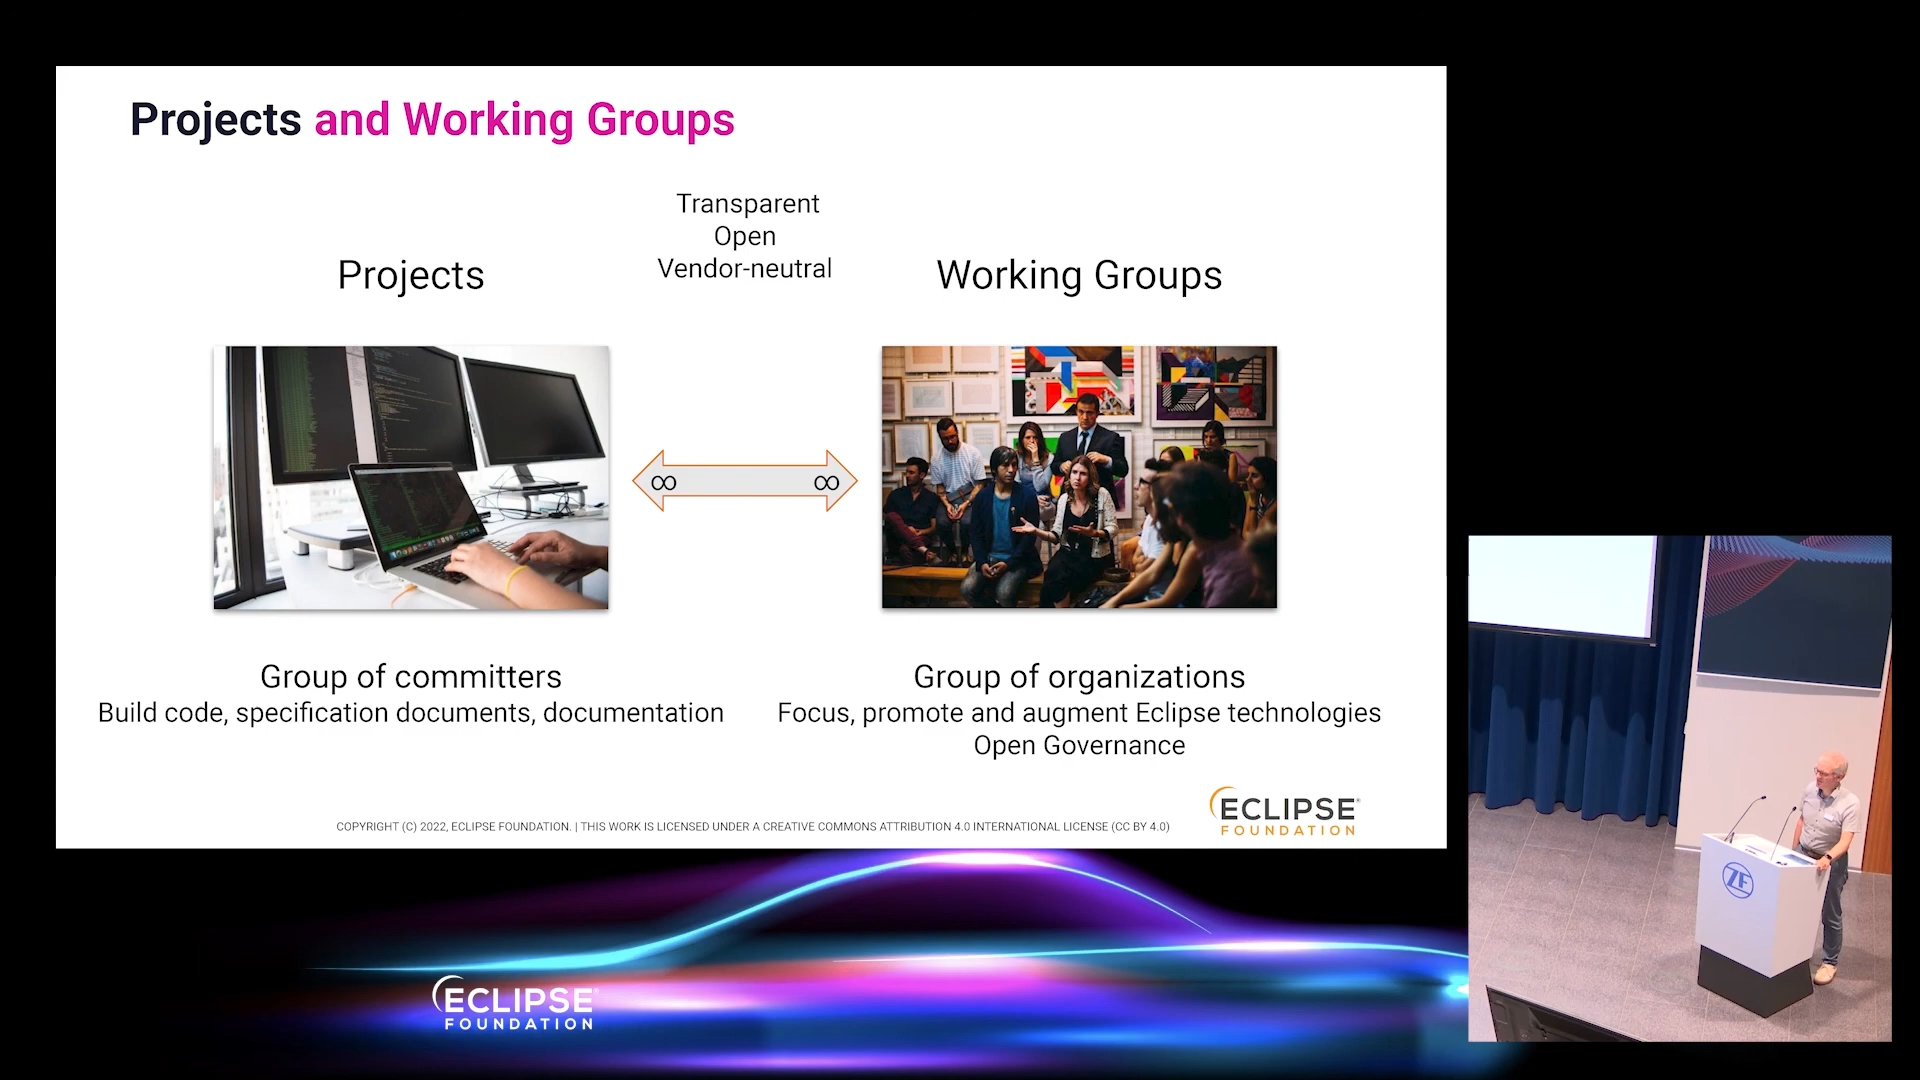 Projects and Working Groups
Transparent
Open
Vendor-neutral
Projects
Working Groups
∞ ∞
Group of committers
Build code, specification documents, documentation
Group of organizations
Focus, promote and augment Eclipse technologies
Open Governance
COPYRIGHT (C) 2022, ECLIPSE FOUNDATION. | THIS WORK IS LICENSED UNDER A CREATIVE COMMONS ATTRIBUTION 4.0 INTERNATIONAL LICENSE (CC BY 4.0)
ECLIPSE
FOUNDATION
ZF
ECLIPSE
FOUNDATION